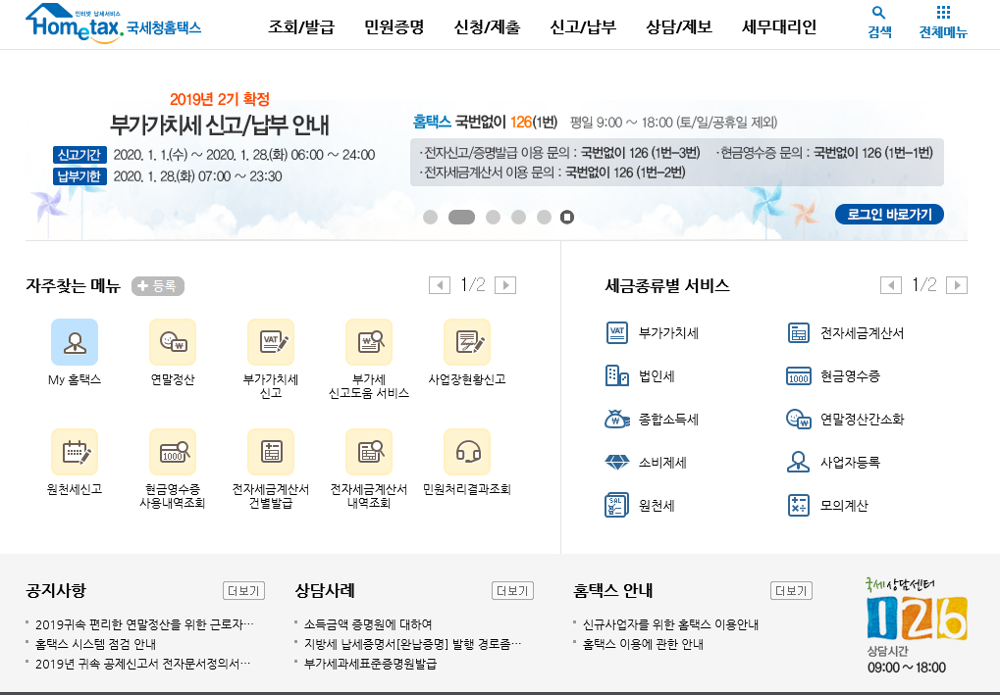 인터넷 납세서비스
Hometax. 국세청홈택스
조회/발급 민원증명 신청/제출 신고/납부 상담/제보 세무대리인 검색 전체메뉴
2019년 2기 확정
부가가치세 신고/납부 안내
신고기간 2020. 1. 1.(수) ~ 2020. 1. 28.(화) 06:00 ~ 24:00
납부기한 2020. 1. 28.(화) 07:00 ~ 23:30
홈택스 국번없이 126(1번) 평일 9:00 ~ 18:00 (토/일/공휴일 제외)
·전자신고/증명발급 이용 문의 : 국번없이 126 (1번-3번) ·현금영수증 문의 : 국번없이 126 (1번-1번)
·전자세금계산서 이용 문의 : 국번없이 126 (1번-2번)
로그인 바로가기
자주찾는 메뉴 + 등록 1/2
My 홈택스
연말정산
VAT
부가가치세
신고
부가세
신고도움 서비스
사업장현황신고
원천세신고
1000
현금영수증
사용내역조회
전자세금계산서
건별발급
전자세금계산서
내역조회
민원처리결과조회
세금종류별 서비스 1/2
VAT 부가가치세 전자세금계산서
법인세 1000 현금영수증
종합소득세 연말정산간소화
소비제세 사업자등록
SAL 원천세 모의계산
공지사항 더보기
2019귀속 편리한 연말정산을 위한 근로자…
홈택스 시스템 점검 안내
2019년 귀속 공제신고서 전자문서정의서…
상담사례 더보기
소득금액 증명원에 대하여
지방세 납세증명서[완납증명] 발행 경로좀…
부가세과세표준증명원발급
홈택스 안내 더보기
신규사업자를 위한 홈택스 이용안내
홈택스 이용에 관한 안내
국세상담센터
126
상담시간
09:00 ~ 18:00